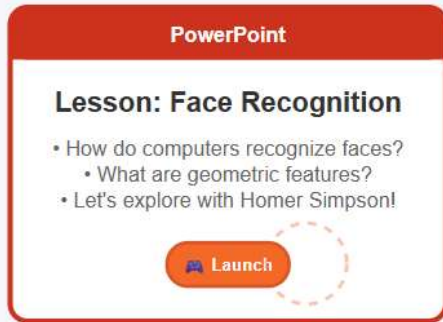 PowerPoint
Lesson: Face Recognition
• How do computers recognize faces?
• What are geometric features?
• Let's explore with Homer Simpson!
🎮 Launch